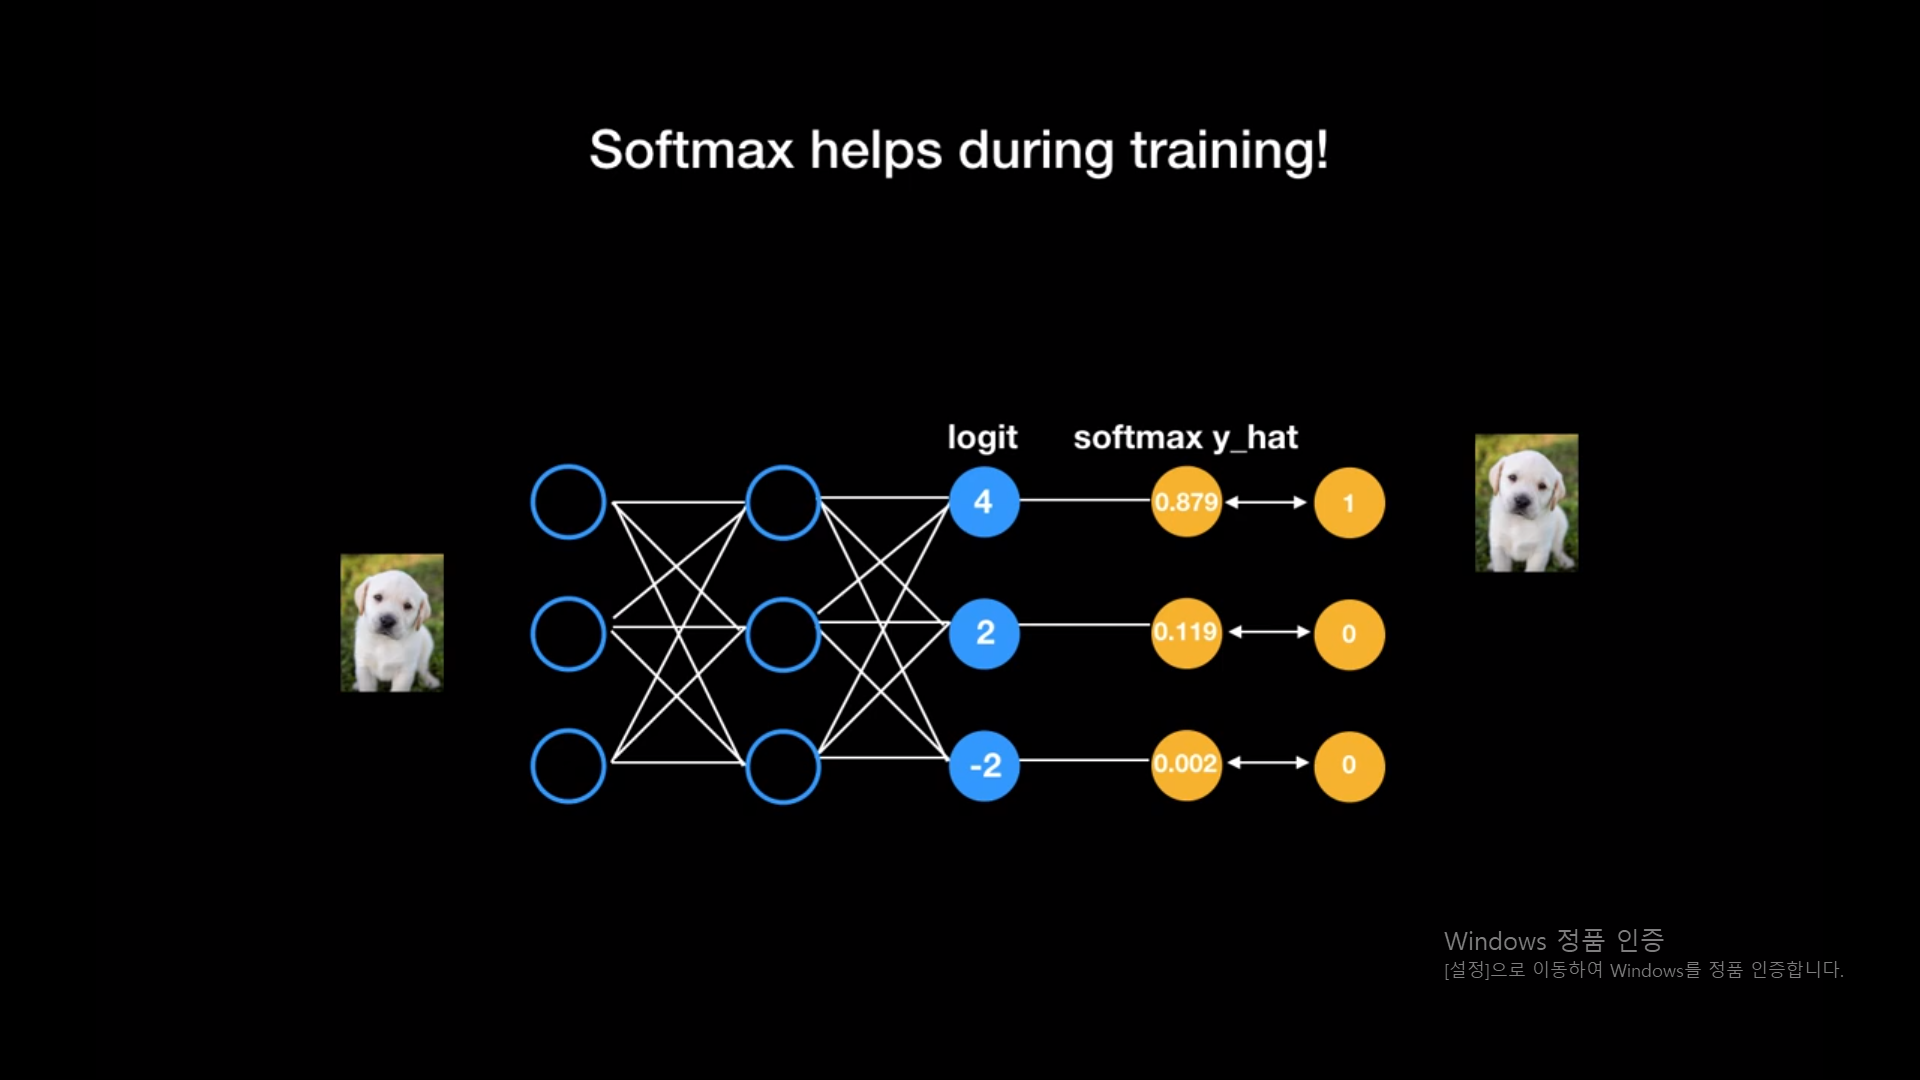 Softmax helps during training!
logit softmax y_hat
4 0.879 1
2 0.119 0
-2 0.002 0
Windows 정품 인증
[설정]으로 이동하여 Windows를 정품 인증합니다.